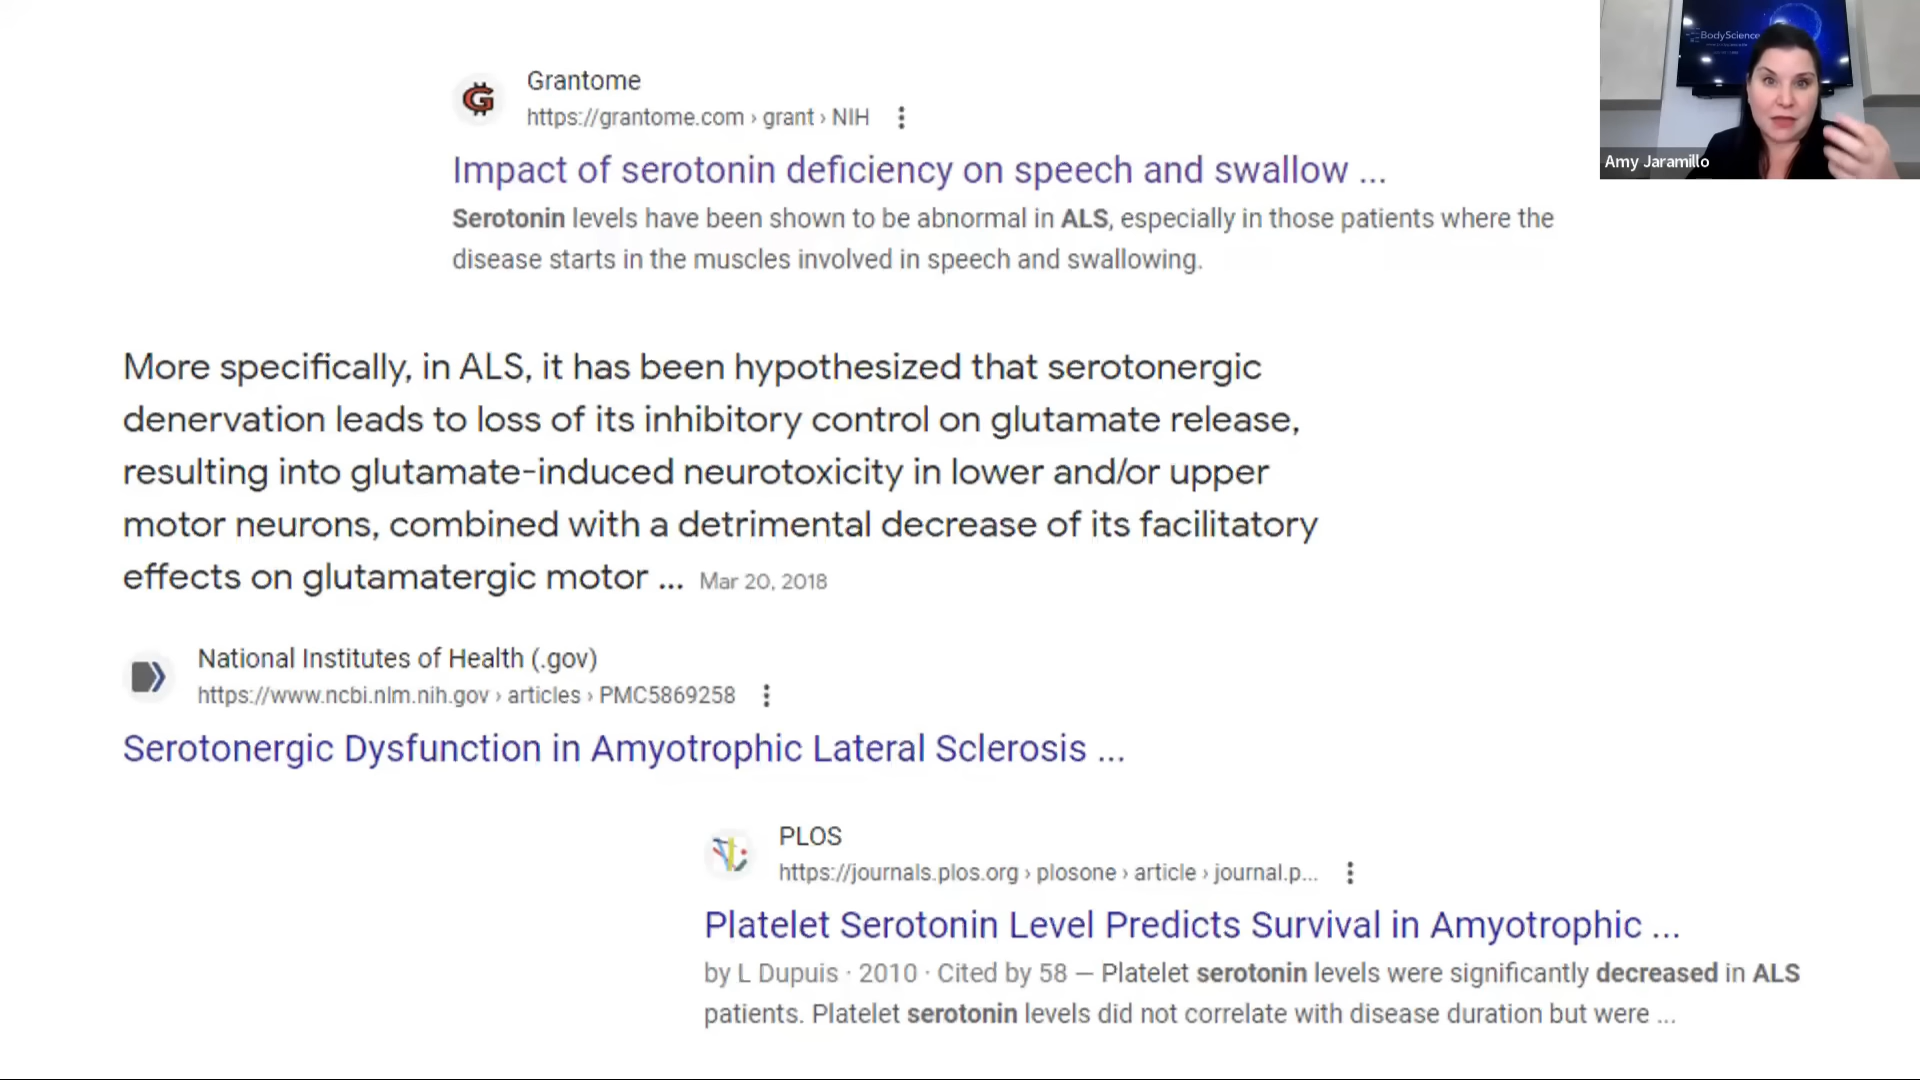 Grantome
https://grantome.com › grant › NIH
Impact of serotonin deficiency on speech and swallow ...
Serotonin levels have been shown to be abnormal in ALS, especially in those patients where the
disease starts in the muscles involved in speech and swallowing.
BodyScience
Amy Jaramillo
More specifically, in ALS, it has been hypothesized that serotonergic
denervation leads to loss of its inhibitory control on glutamate release,
resulting into glutamate-induced neurotoxicity in lower and/or upper
motor neurons, combined with a detrimental decrease of its facilitatory
effects on glutamatergic motor ... Mar 20, 2018
National Institutes of Health (.gov)
https://www.ncbi.nlm.nih.gov › articles › PMC5869258
Serotonergic Dysfunction in Amyotrophic Lateral Sclerosis ...
PLOS
https://journals.plos.org › plosone › article › journal.p...
Platelet Serotonin Level Predicts Survival in Amyotrophic ...
by L Dupuis · 2010 · Cited by 58 — Platelet serotonin levels were significantly decreased in ALS
patients. Platelet serotonin levels did not correlate with disease duration but were ...